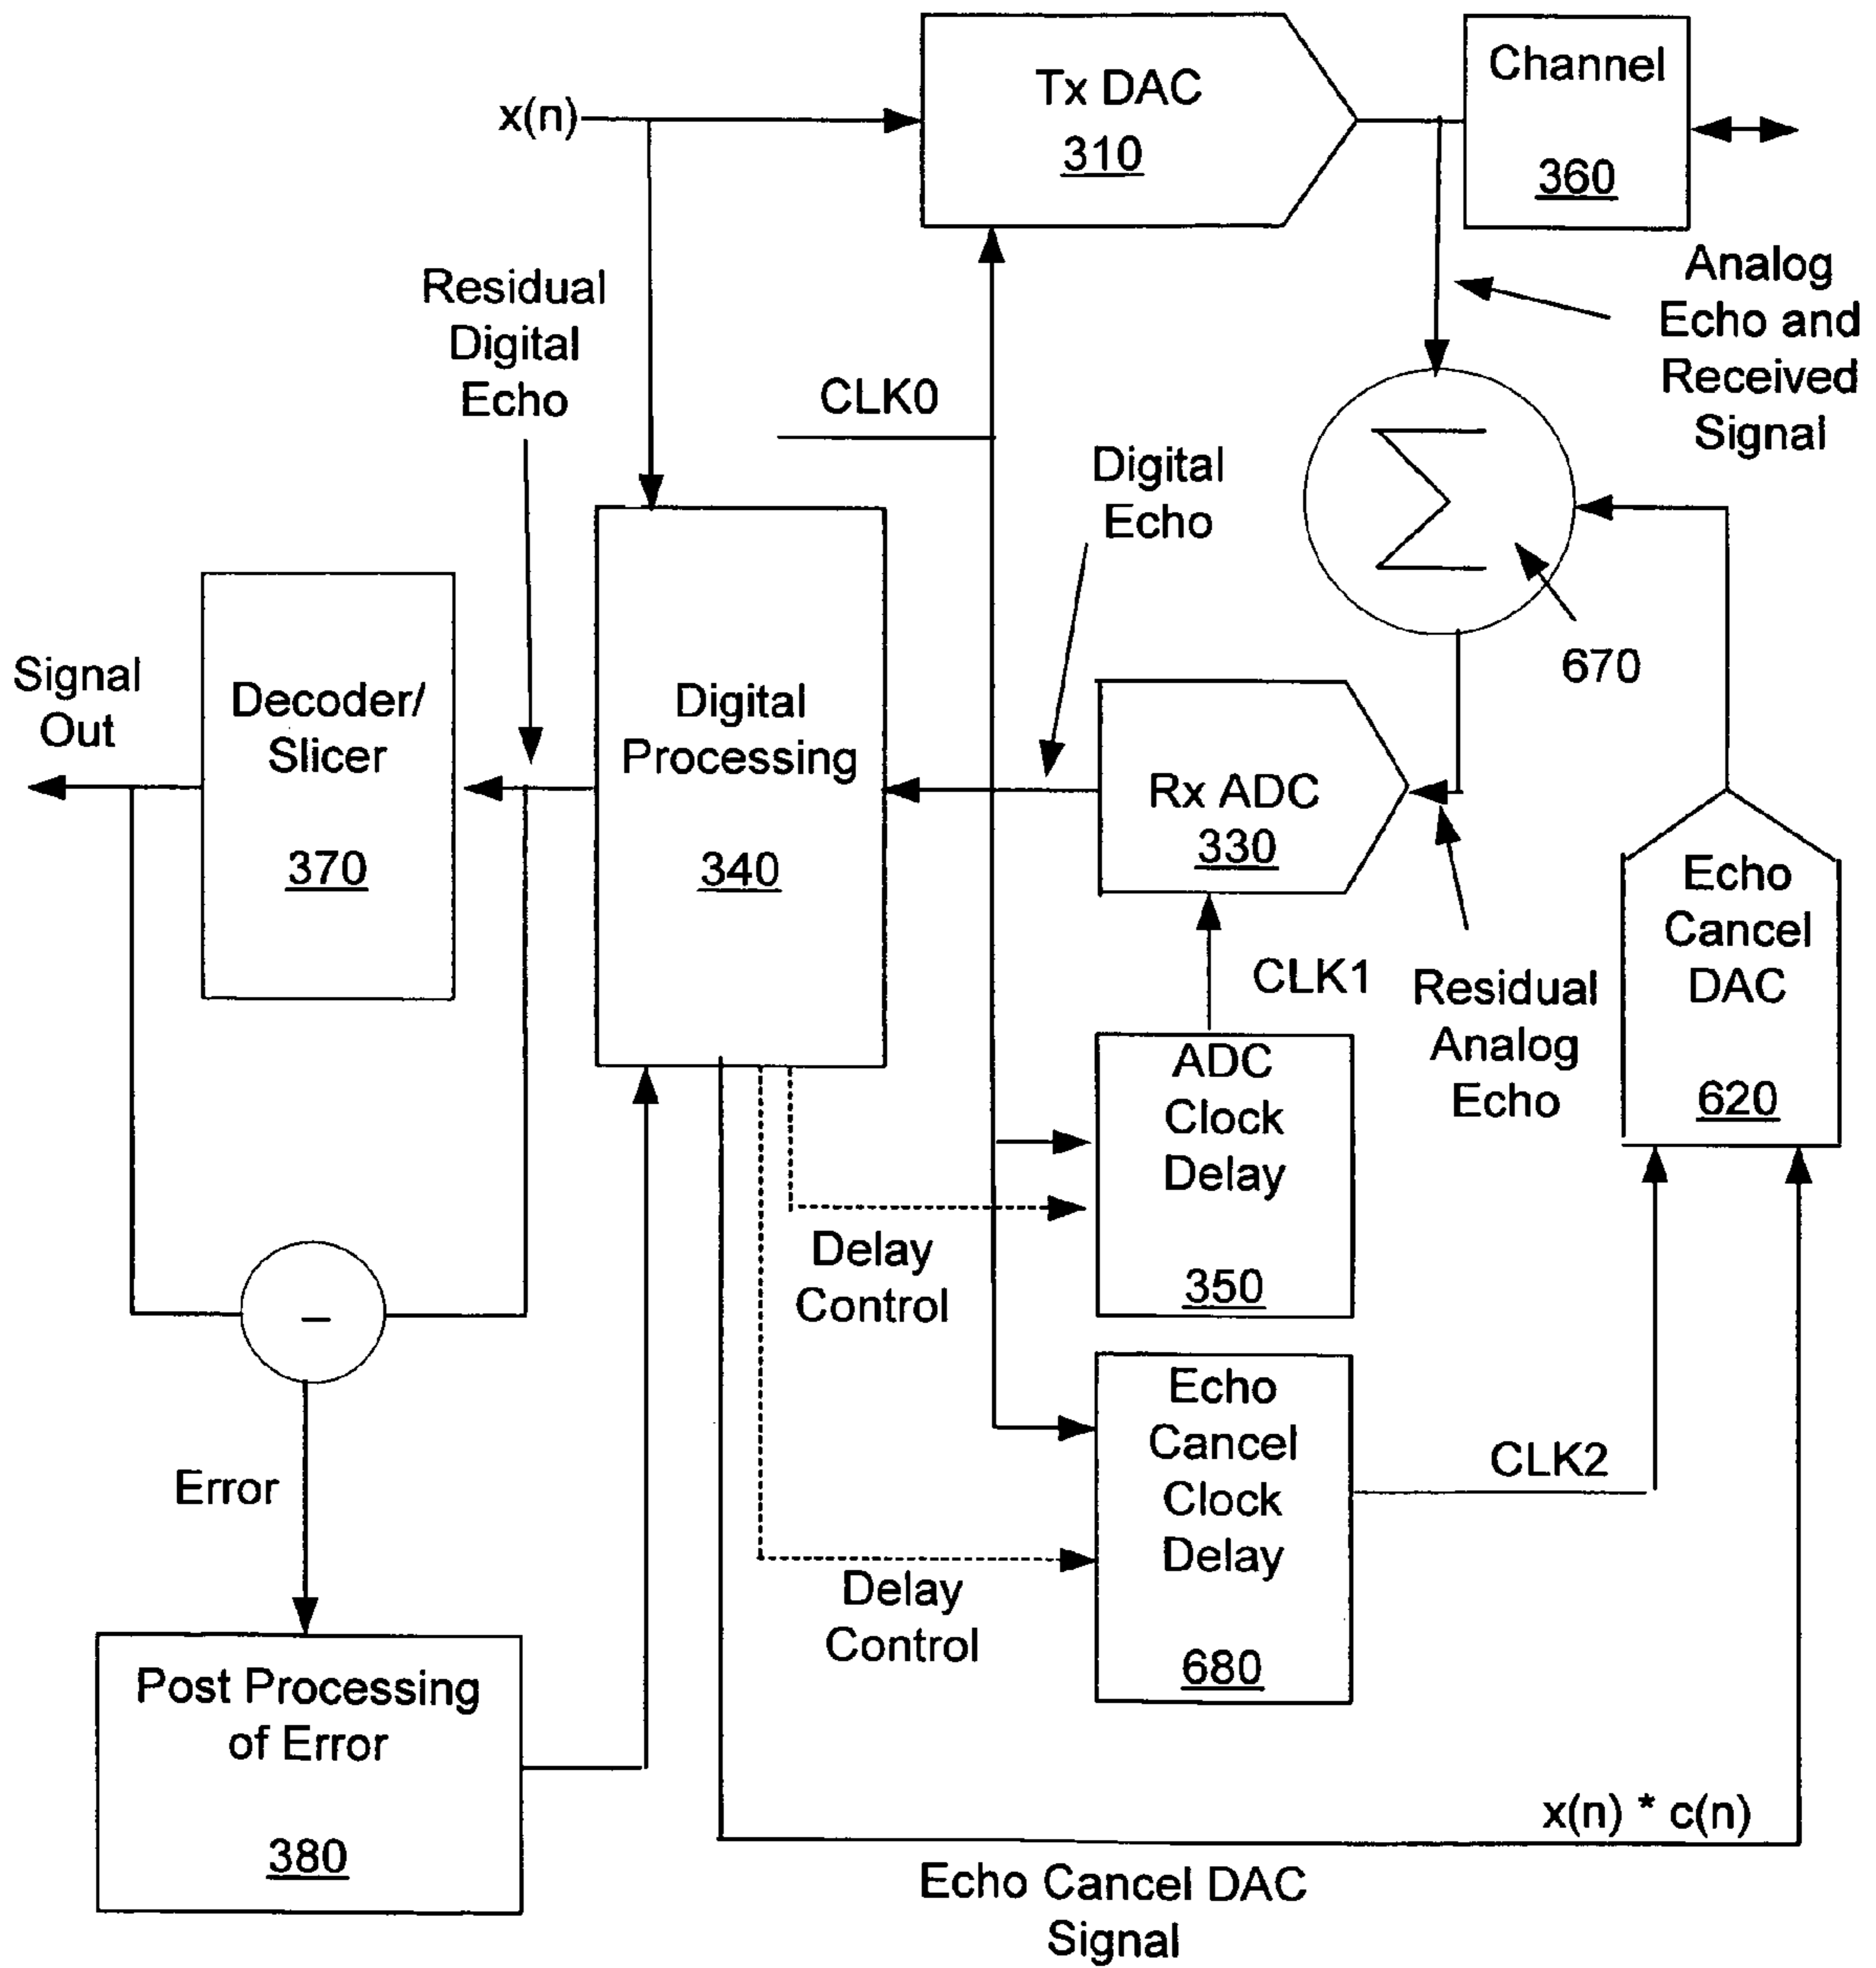 x(n)
Tx DAC
310
Channel
360
Analog
Echo and
Received
Signal
Residual
Digital
Echo
CLK0
Digital
Echo
670
Signal
Out
Decoder/
Slicer
370
Digital
Processing
340
Rx ADC
330
CLK1
Residual
Analog
Echo
Echo
Cancel
DAC
620
ADC
Clock
Delay
350
Delay
Control
–
Error
Echo
Cancel
Clock
Delay
680
CLK2
Delay
Control
Post Processing
of Error
380
x(n) * c(n)
Echo Cancel DAC
Signal